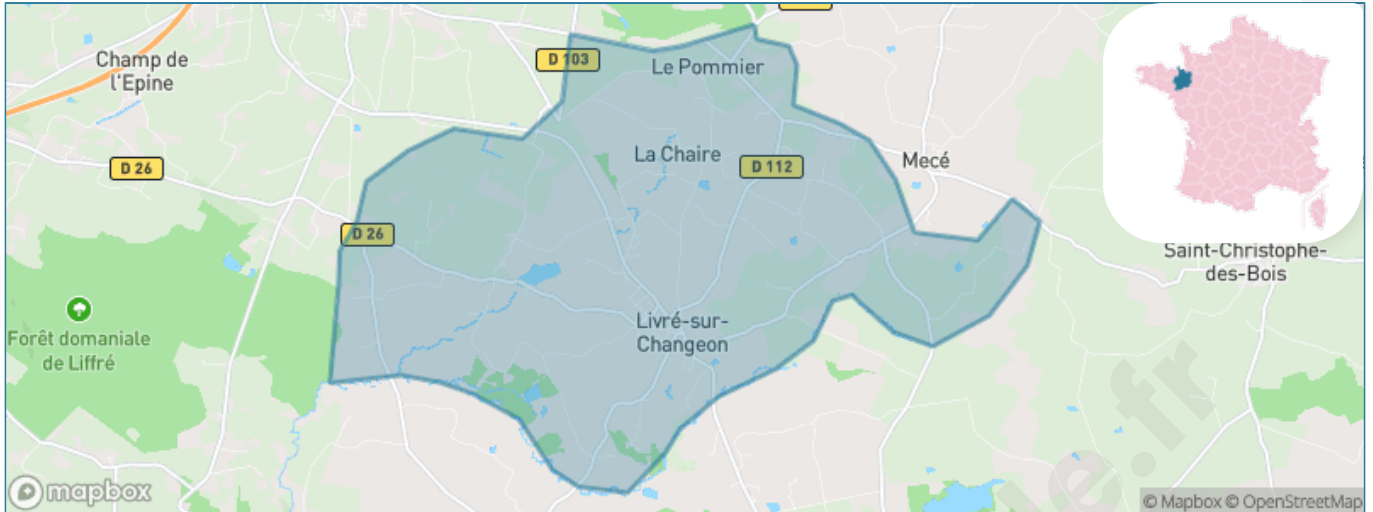 Champ de
l'Epine
D 103
Le Pommier
D 26
La Chaire
D 112
Mecé
D 26
Saint-Christophe-
des-Bois
Forêt domaniale
de Liffré
Livré-sur-
Changeon
mapbox
© Mapbox © OpenStreetMap